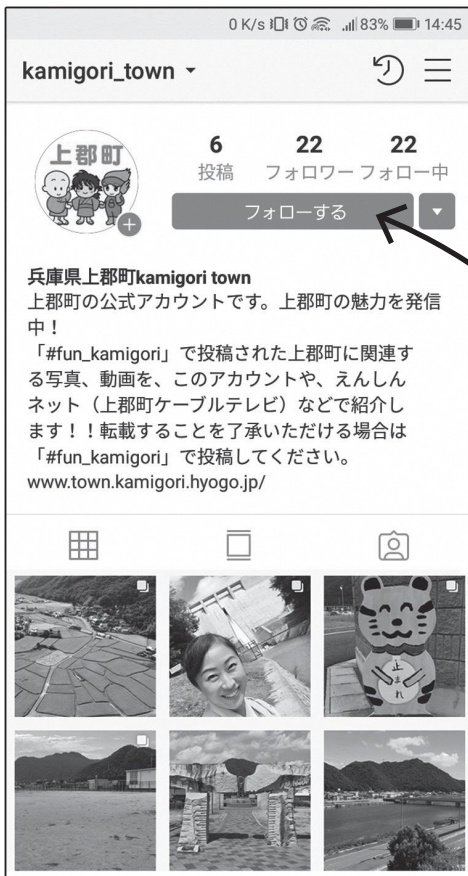 0 K/s 83% 14:45
kamigori_town
上郡町
6 22 22
投稿 フォロワー フォロー中
フォローする
兵庫県上郡町kamigori town
上郡町の公式アカウントです。上郡町の魅力を発信
中！
「#fun_kamigori」で投稿された上郡町に関連す
る写真、動画を、このアカウントや、えんしん
ネット（上郡町ケーブルテレビ）などで紹介し
ます！！転載することを了承いただける場合は
「#fun_kamigori」で投稿してください。
www.town.kamigori.hyogo.jp/
止まれ